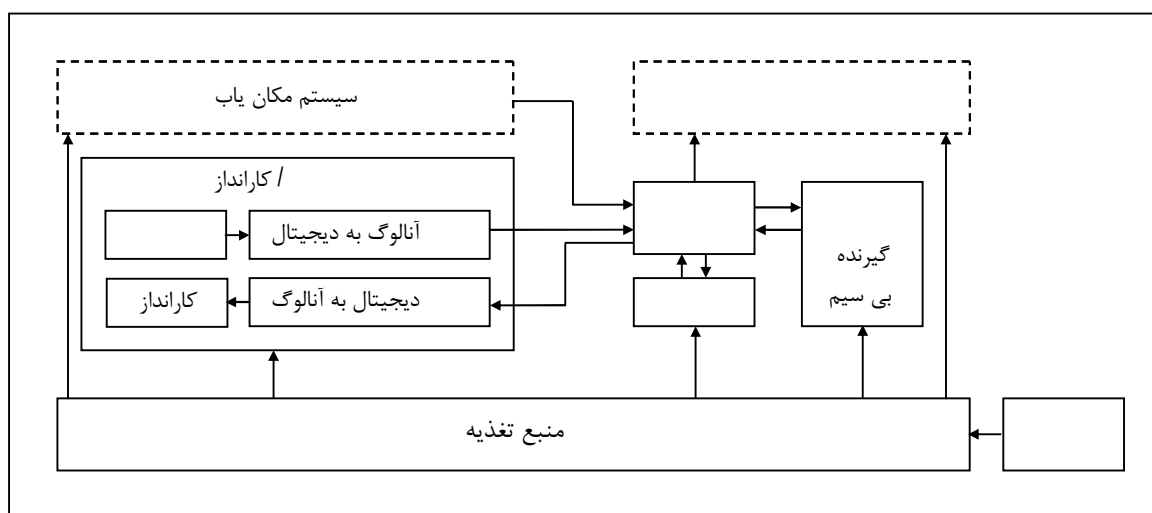 سیستم مکان یاب
/ کارانداز
آنالوگ به دیجیتال
کارانداز
دیجیتال به آنالوگ
گیرنده
بی سیم
منبع تغذیه